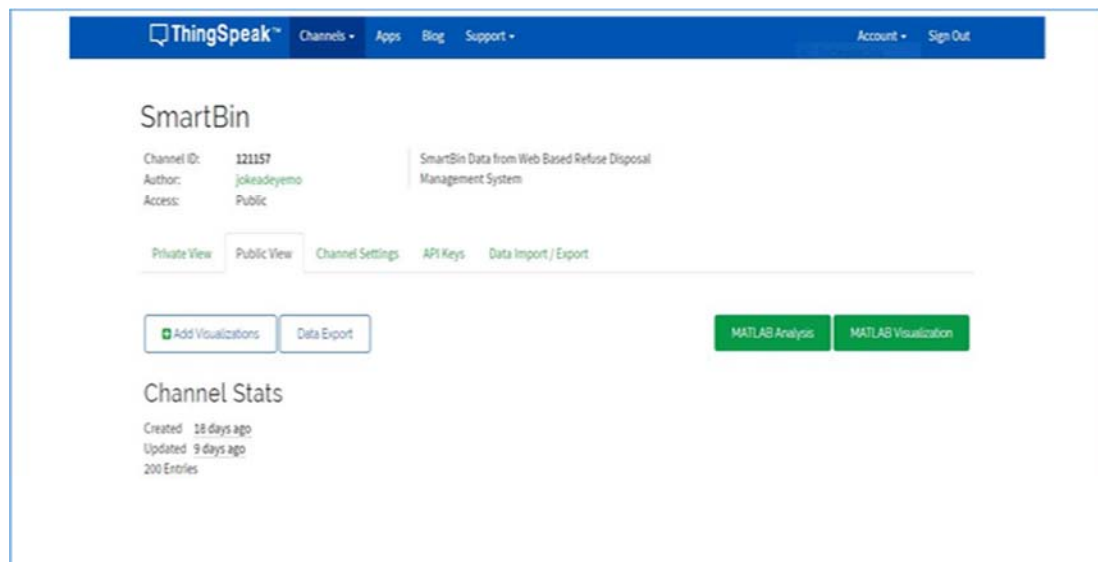 ThingSpeak™ Channels Apps Blog Support Account Sign Out
SmartBin
Channel ID: 121157
Author: jokeadeyemo
Access: Public
SmartBin Data from Web Based Refuse Disposal
Management System
Private View Public View Channel Settings API Keys Data Import / Export
Add Visualizations Data Export MATLAB Analysis MATLAB Visualization
Channel Stats
Created 18 days ago
Updated 9 days ago
200 Entries